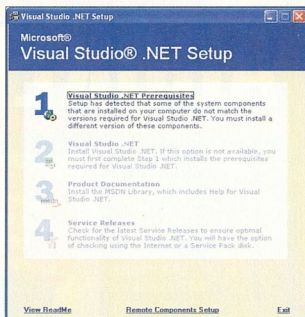 Visual Studio .NET Setup
Microsoft®
Visual Studio® .NET Setup
1
Visual Studio .NET Prerequisites
Setup has detected that some of the system components
that are installed on your computer do not match the
versions required for Visual Studio .NET. You must install a
different version of these components.
2
Visual Studio .NET
Install Visual Studio .NET. If this option is not available, you
must first complete Step 1 which installs the prerequisites
required for Visual Studio .NET.
3
Product Documentation
Install the MSDN Library, which includes Help for Visual
Studio .NET.
4
Service Releases
Check for the latest Service Releases to ensure optimal
functionality of Visual Studio .NET. You will have the option
of checking using the Internet or a Service Pack disk.
View ReadMe
Remote Components Setup
Exit